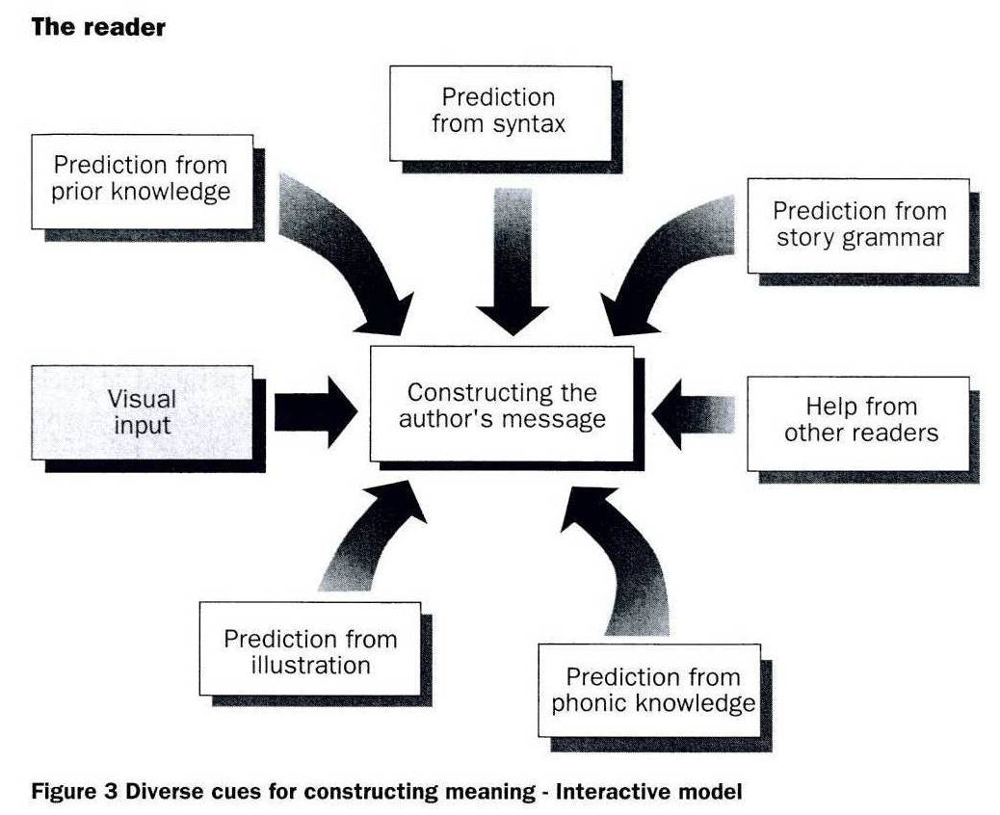 The reader
Prediction
from syntax
Prediction from
prior knowledge
Prediction from
story grammar
Visual
input
Constructing the
author's message
Help from
other readers
Prediction from
illustration
Prediction from
phonic knowledge
Figure 3 Diverse cues for constructing meaning - Interactive model